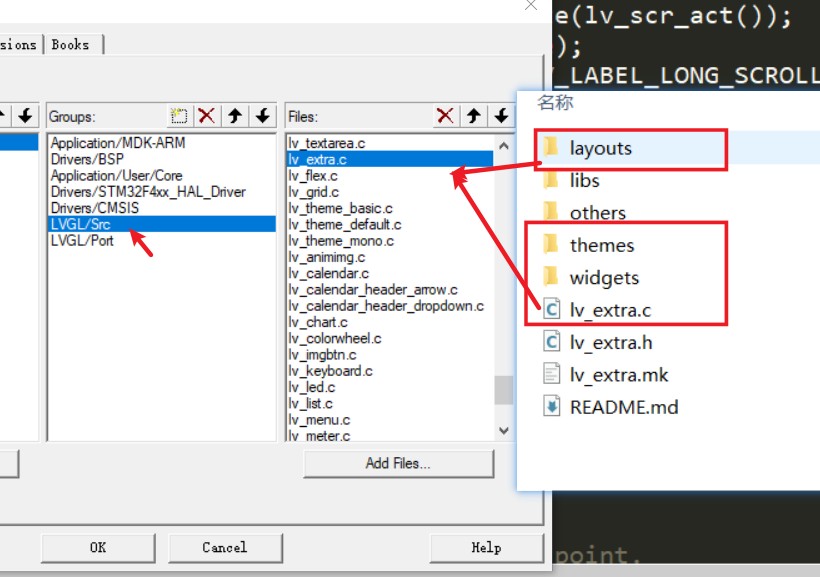 e(lv_scr_act());
);
_LABEL_LONG_SCROLL
sions
Books
Groups:
Application/MDK-ARM
Drivers/BSP
Application/User/Core
Drivers/STM32F4xx_HAL_Driver
Drivers/CMSIS
LVGL/Src
LVGL/Port
Files:
lv_textarea.c
lv_extra.c
lv_flex.c
lv_grid.c
lv_theme_basic.c
lv_theme_default.c
lv_theme_mono.c
lv_animimg.c
lv_calendar.c
lv_calendar_header_arrow.c
lv_calendar_header_dropdown.c
lv_chart.c
lv_colorwheel.c
lv_imgbtn.c
lv_keyboard.c
lv_led.c
lv_list.c
lv_menu.c
lv_meter.c
Add Files...
OK
Cancel
Help
名称
layouts
libs
others
themes
widgets
lv_extra.c
lv_extra.h
lv_extra.mk
README.md
point.